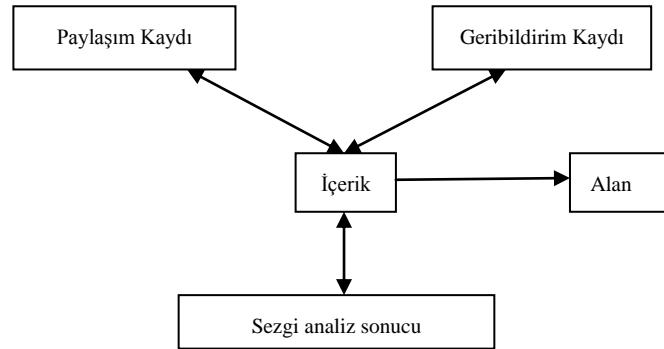 Paylaşım Kaydı
Geribildirim Kaydı
İçerik
Alan
Sezgi analiz sonucu